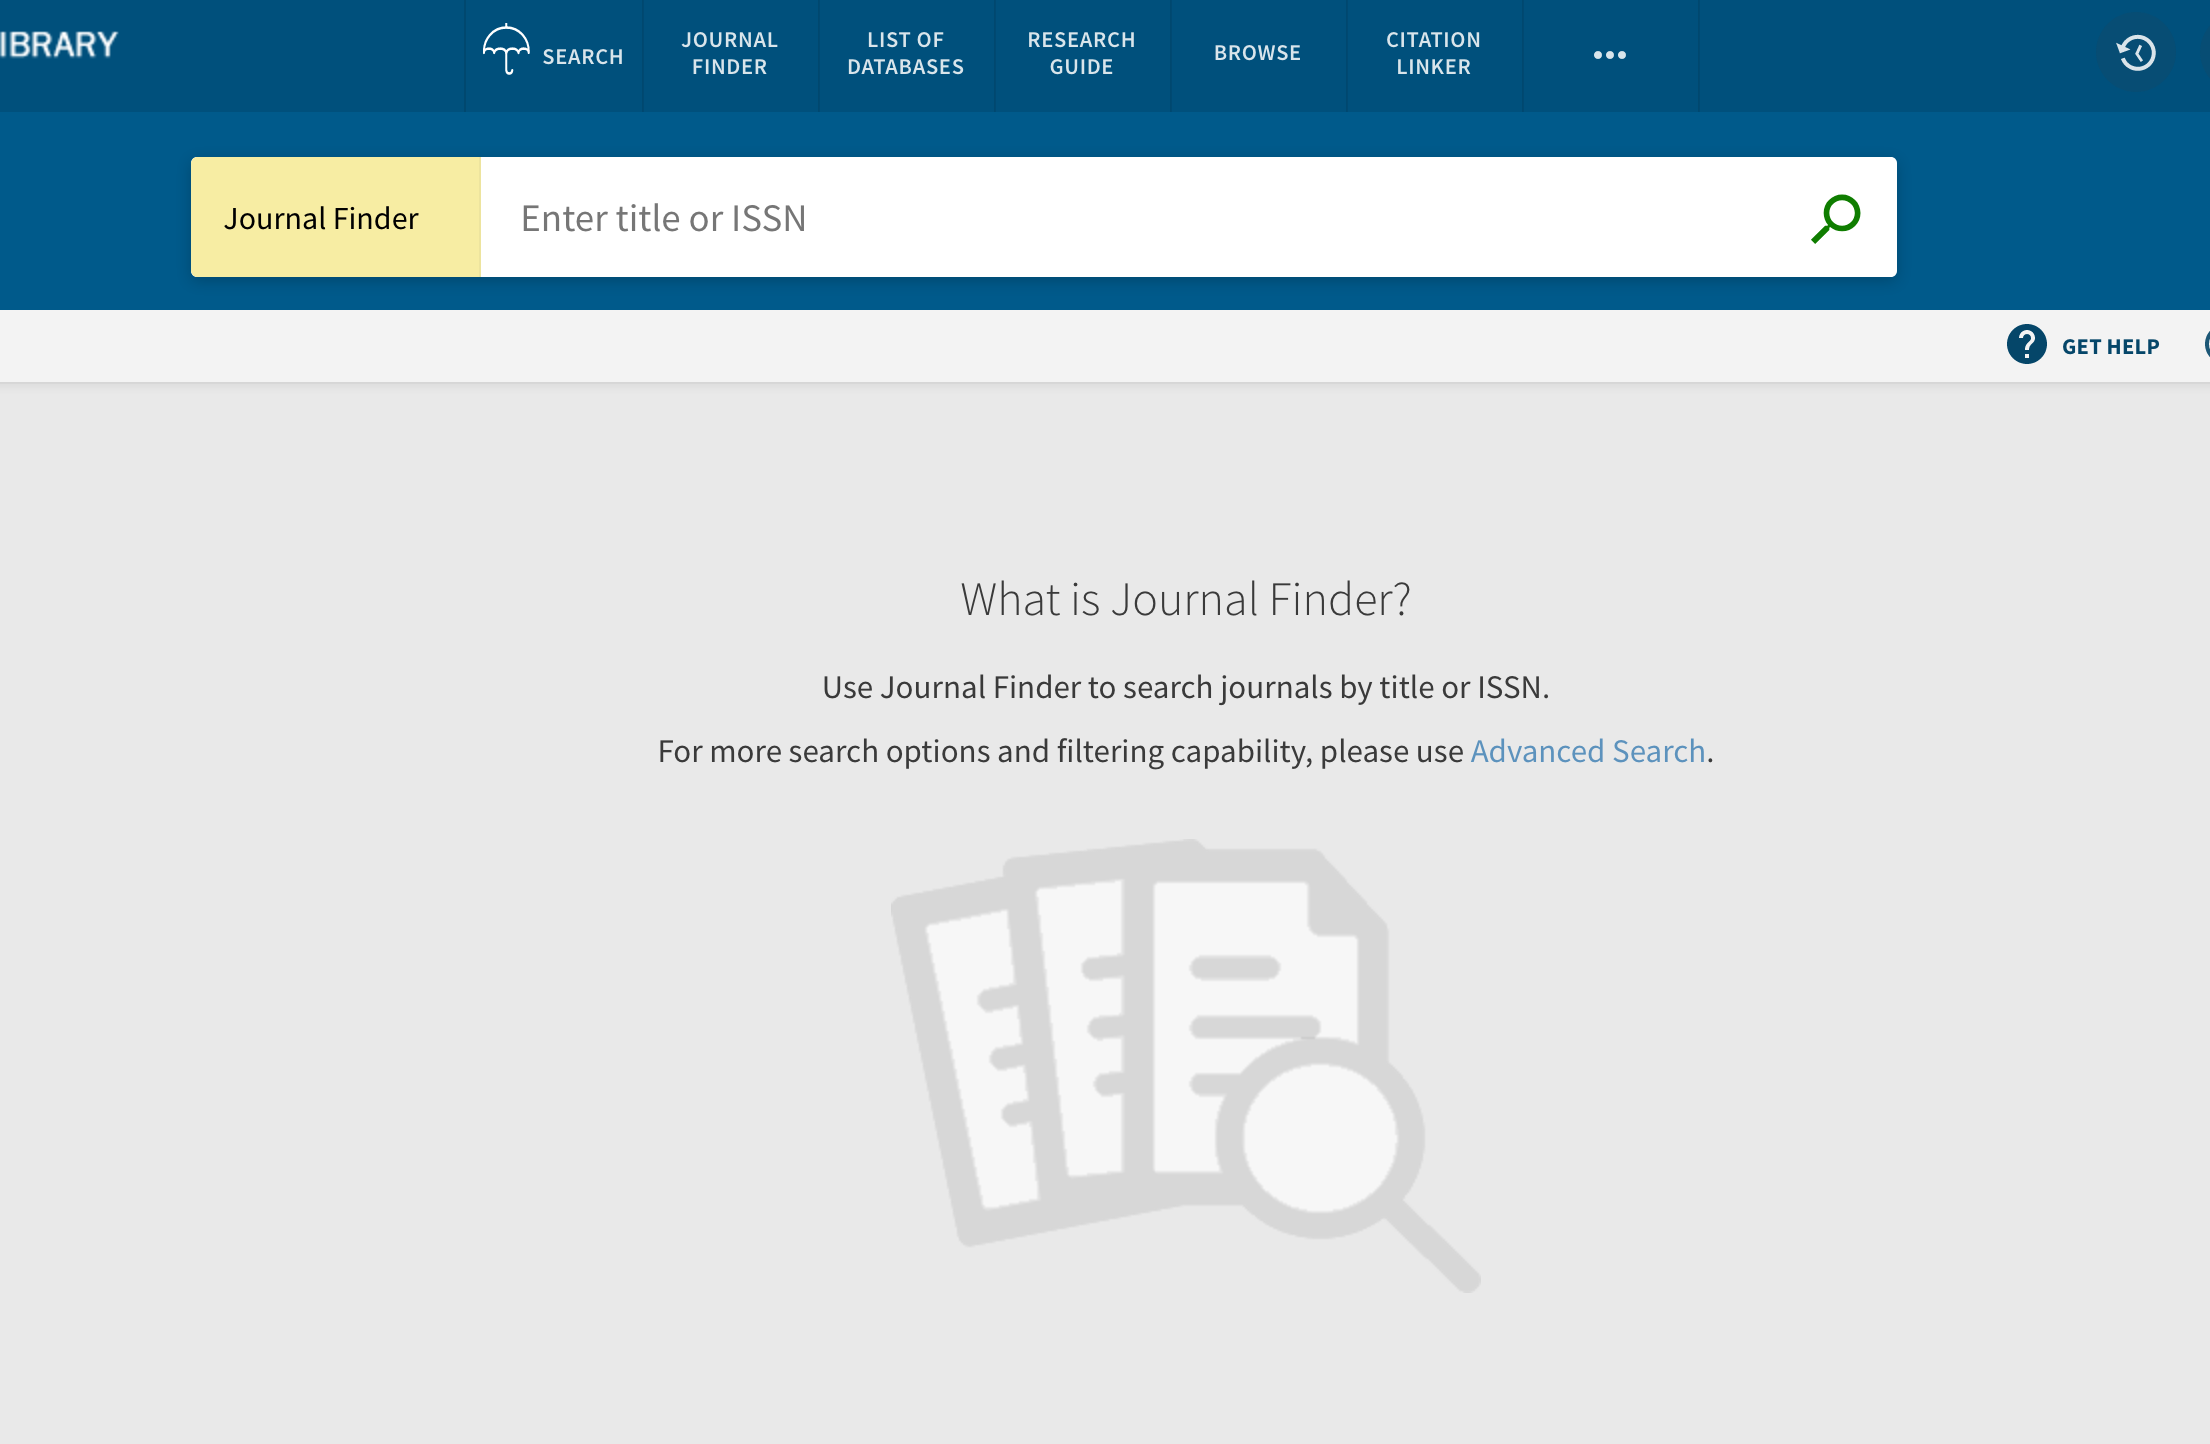 IBRARY
SEARCH
JOURNAL
FINDER
LIST OF
DATABASES
RESEARCH
GUIDE
BROWSE
CITATION
LINKER
•••
Journal Finder
Enter title or ISSN
? GET HELP
What is Journal Finder?
Use Journal Finder to search journals by title or ISSN.
For more search options and filtering capability, please use Advanced Search.